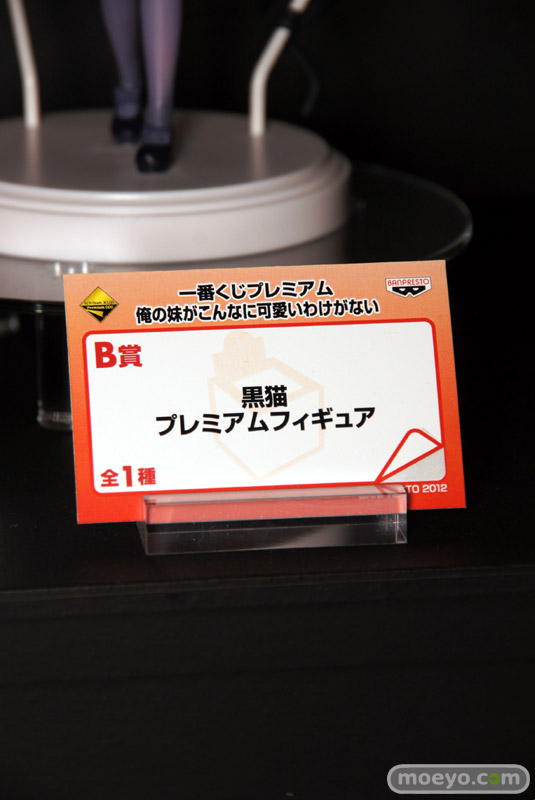 一番くじプレミアム
BANPRESTO
俺の妹がこんなに可愛いわけがない
B賞
黒猫
プレミアムフィギュア
全1種
TO 2012
moeyo.com